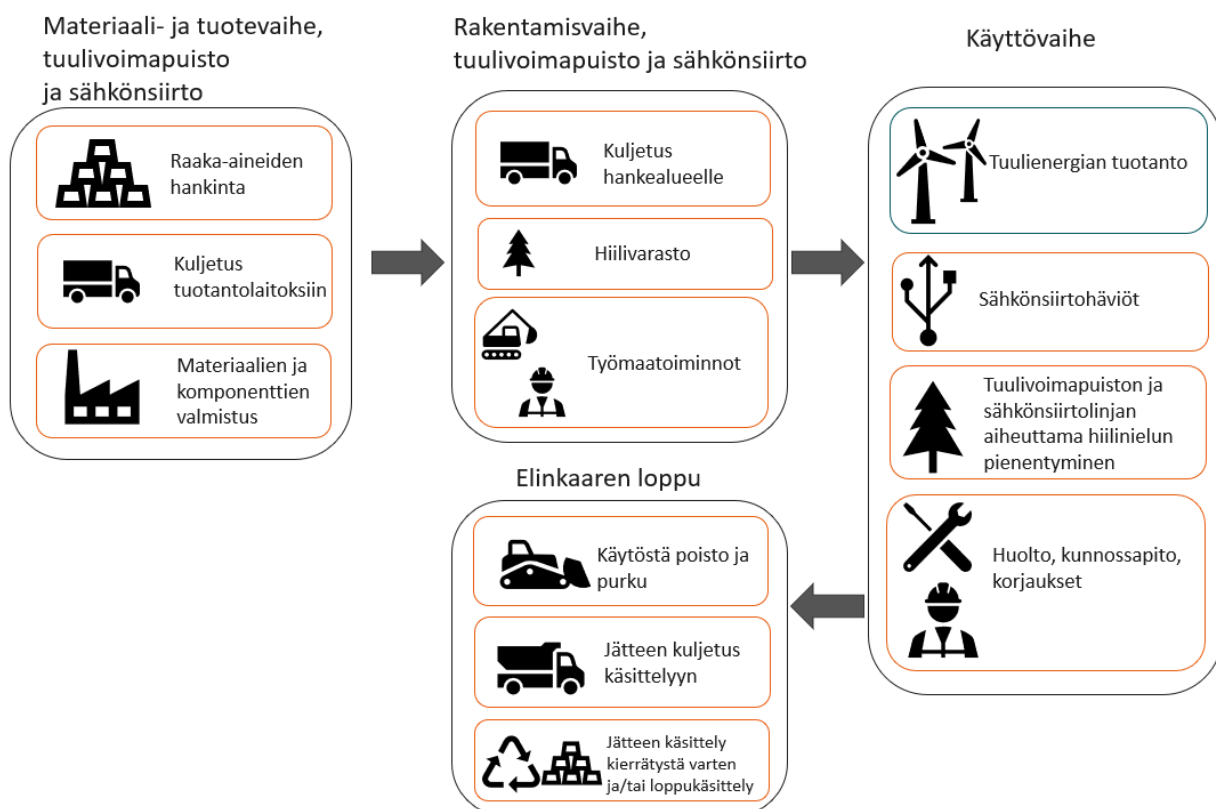 Materiaali- ja tuotevaihe,
tuulivoimapuisto
ja sähkönsiirto
Raaka-aineiden
hankinta
Kuljetus
tuotantolaitoksiin
Materiaalien ja
komponenttien
valmistus
Rakentamisvaihe,
tuulivoimapuisto ja sähkönsiirto
Kuljetus
hankealueelle
Hiilivarasto
Työmaatoiminnot
Käyttövaihe
Tuulienergian tuotanto
Sähkönsiirtohäviöt
Tuulivoimapuiston ja
sähkönsiirtolinjan
aiheuttama hiilinielun
pienentyminen
Huolto, kunnossapito,
korjaukset
Elinkaaren loppu
Käytöstä poisto ja
purku
Jätteen kuljetus
käsittelyyn
Jätteen käsittely
kierrätystä varten
ja/tai loppukäsittely